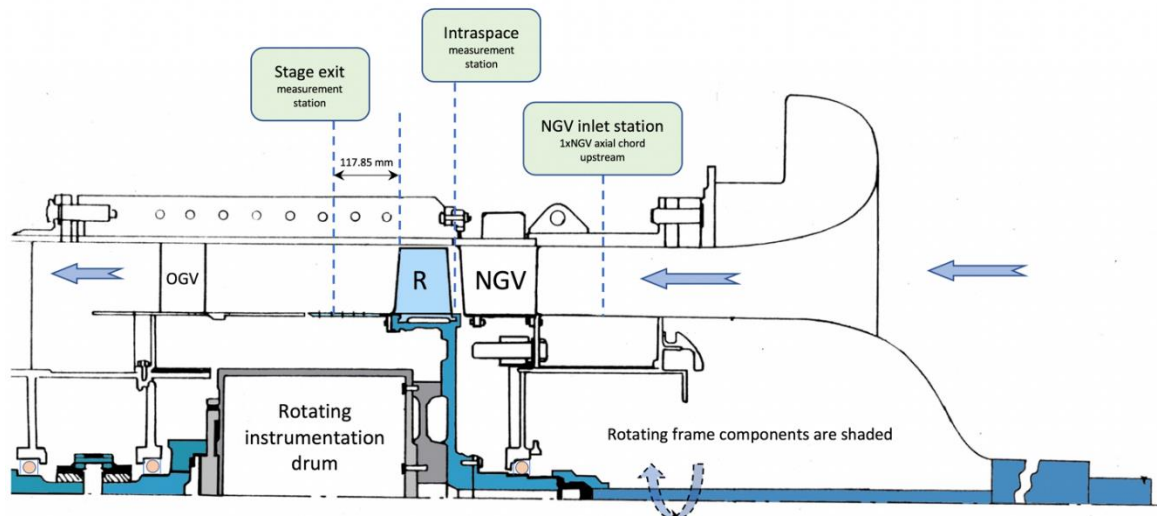 Intraspace
measurement
station
Stage exit
measurement
station
NGV inlet station
1xNGV axial chord
upstream
117.85 mm
OGV
R
NGV
Rotating
instrumentation
drum
Rotating frame components are shaded